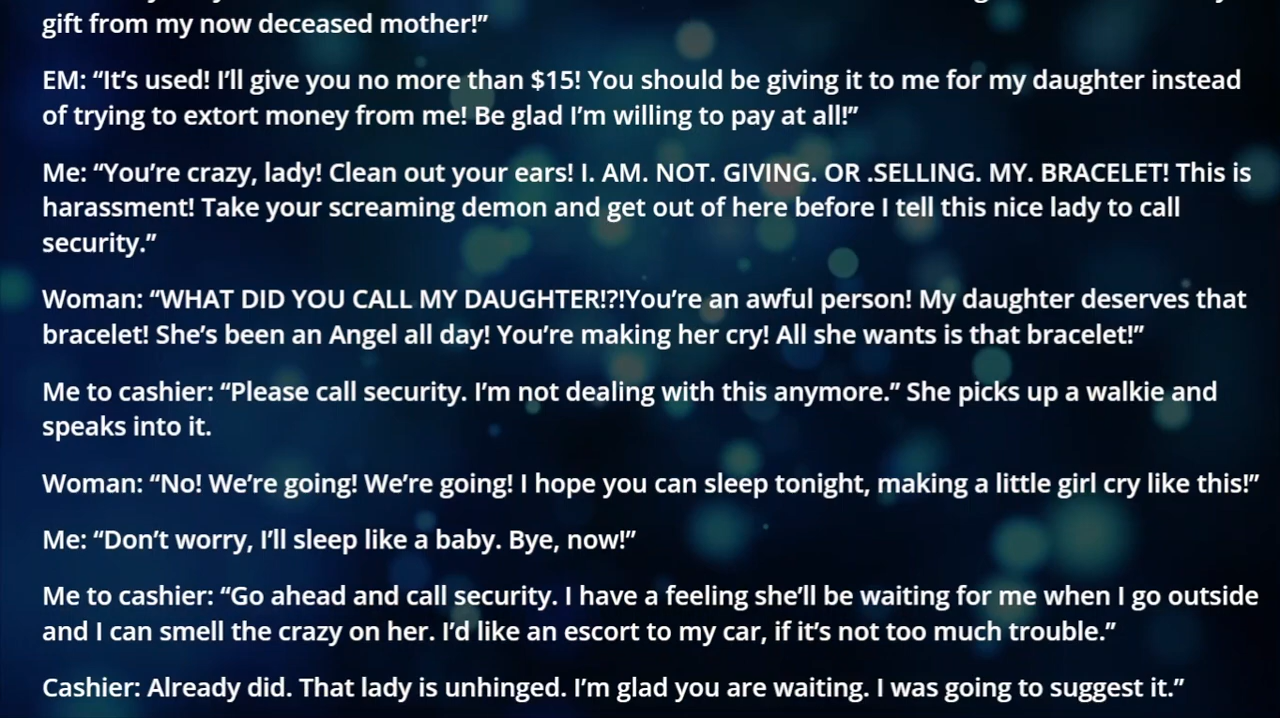 gift from my now deceased mother!”
EM: “It’s used! I’ll give you no more than $15! You should be giving it to me for my daughter instead
of trying to extort money from me! Be glad I’m willing to pay at all!”
Me: “You’re crazy, lady! Clean out your ears! I. AM. NOT. GIVING. OR .SELLING. MY. BRACELET! This is
harassment! Take your screaming demon and get out of here before I tell this nice lady to call
security.”
Woman: “WHAT DID YOU CALL MY DAUGHTER!?!You’re an awful person! My daughter deserves that
bracelet! She’s been an Angel all day! You’re making her cry! All she wants is that bracelet!”
Me to cashier: “Please call security. I’m not dealing with this anymore.” She picks up a walkie and
speaks into it.
Woman: “No! We’re going! We’re going! I hope you can sleep tonight, making a little girl cry like this!”
Me: “Don’t worry, I’ll sleep like a baby. Bye, now!”
Me to cashier: “Go ahead and call security. I have a feeling she’ll be waiting for me when I go outside
and I can smell the crazy on her. I’d like an escort to my car, if it’s not too much trouble.”
Cashier: Already did. That lady is unhinged. I’m glad you are waiting. I was going to suggest it.”